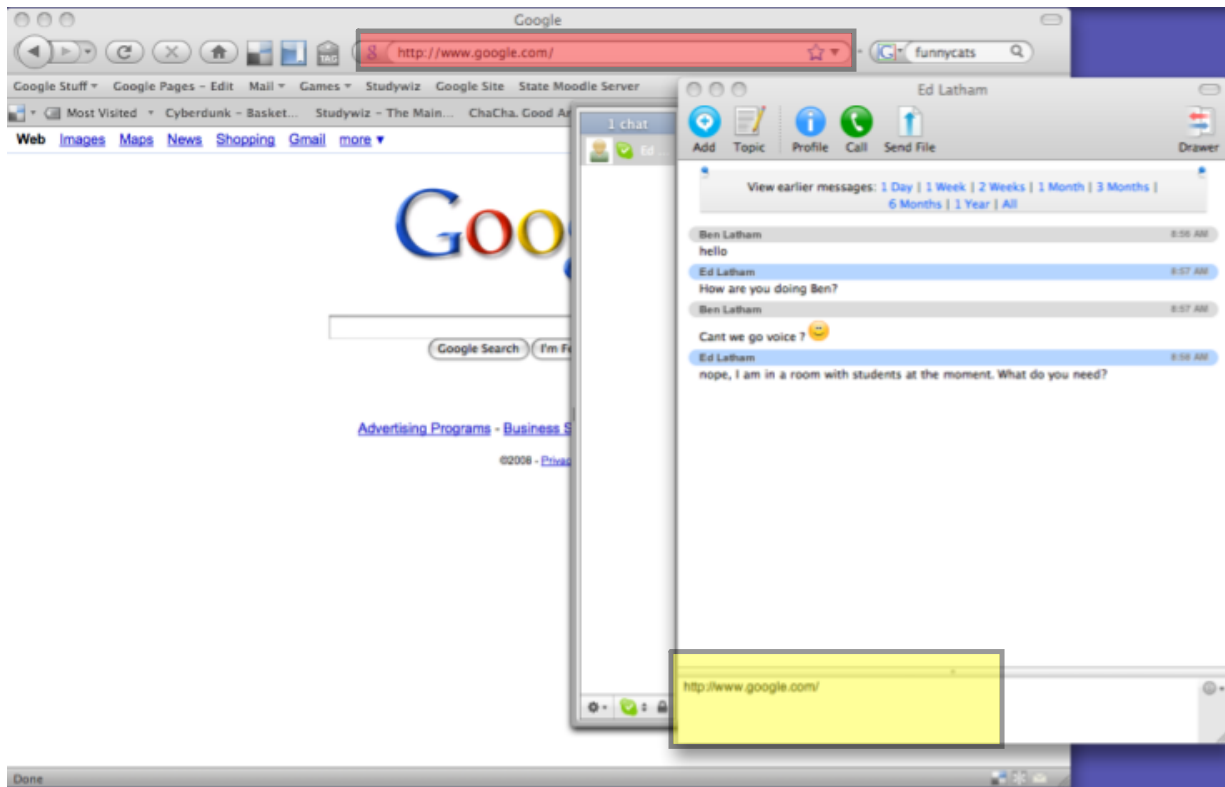 Google
TAG
http://www.google.com/
funnycats
Google Stuff Google Pages - Edit Mail Games Studywiz Google Site State Moodle Server
Most Visited Cyberdunk - Basket... Studywiz - The Main... ChaCha. Good
Web Images Maps News Shopping Gmail more
Goo
Google Search I'm
Advertising Programs - Business
©2008 -
Done
1 chat
Ed ...
Ed Latham
Add Topic Profile Call Send File Drawer
View earlier messages: 1 Day | 1 Week | 2 Weeks | 1 Month | 3 Months |
6 Months | 1 Year | All
Ben Latham 8:56 AM
hello
Ed Latham 8:57 AM
How are you doing Ben?
Ben Latham 8:57 AM
Cant we go voice ?
Ed Latham 8:58 AM
nope, I am in a room with students at the moment. What do you need?
http://www.google.com/